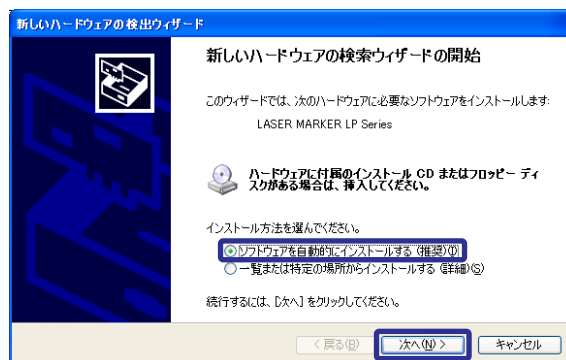 新しいハードウェアの検出ウィザード
新しいハードウェアの検索ウィザードの開始
このウィザードでは、次のハードウェアに必要なソフトウェアをインストールします:
LASER MARKER LP Series
ハードウェアに付属のインストール CD またはフロッピー ディ
スクがある場合は、挿入してください。
インストール方法を選んでください。
ソフトウェアを自動的にインストールする (推奨)(I)
一覧または特定の場所からインストールする (詳細)(S)
続行するには、[次へ] をクリックしてください。
< 戻る(B)
次へ(N) >
キャンセル